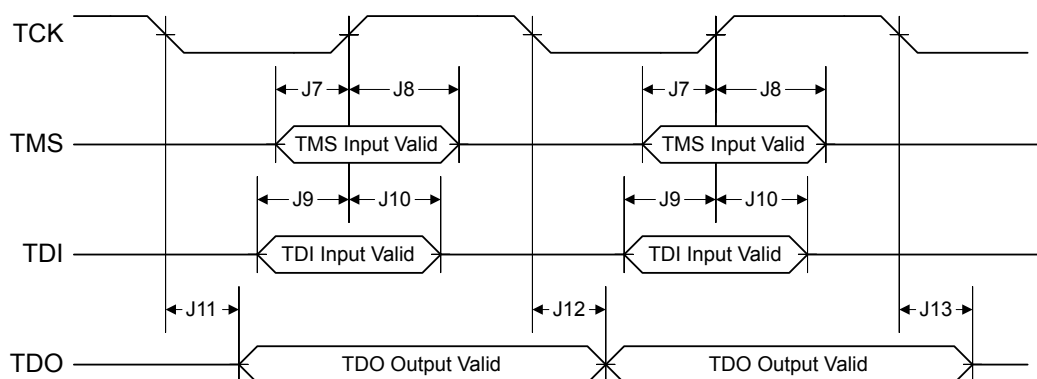 TCK
J7 J8 J7 J8
TMS TMS Input Valid TMS Input Valid
J9 J10 J9 J10
TDI TDI Input Valid TDI Input Valid
J11 J12 J13
TDO TDO Output Valid TDO Output Valid